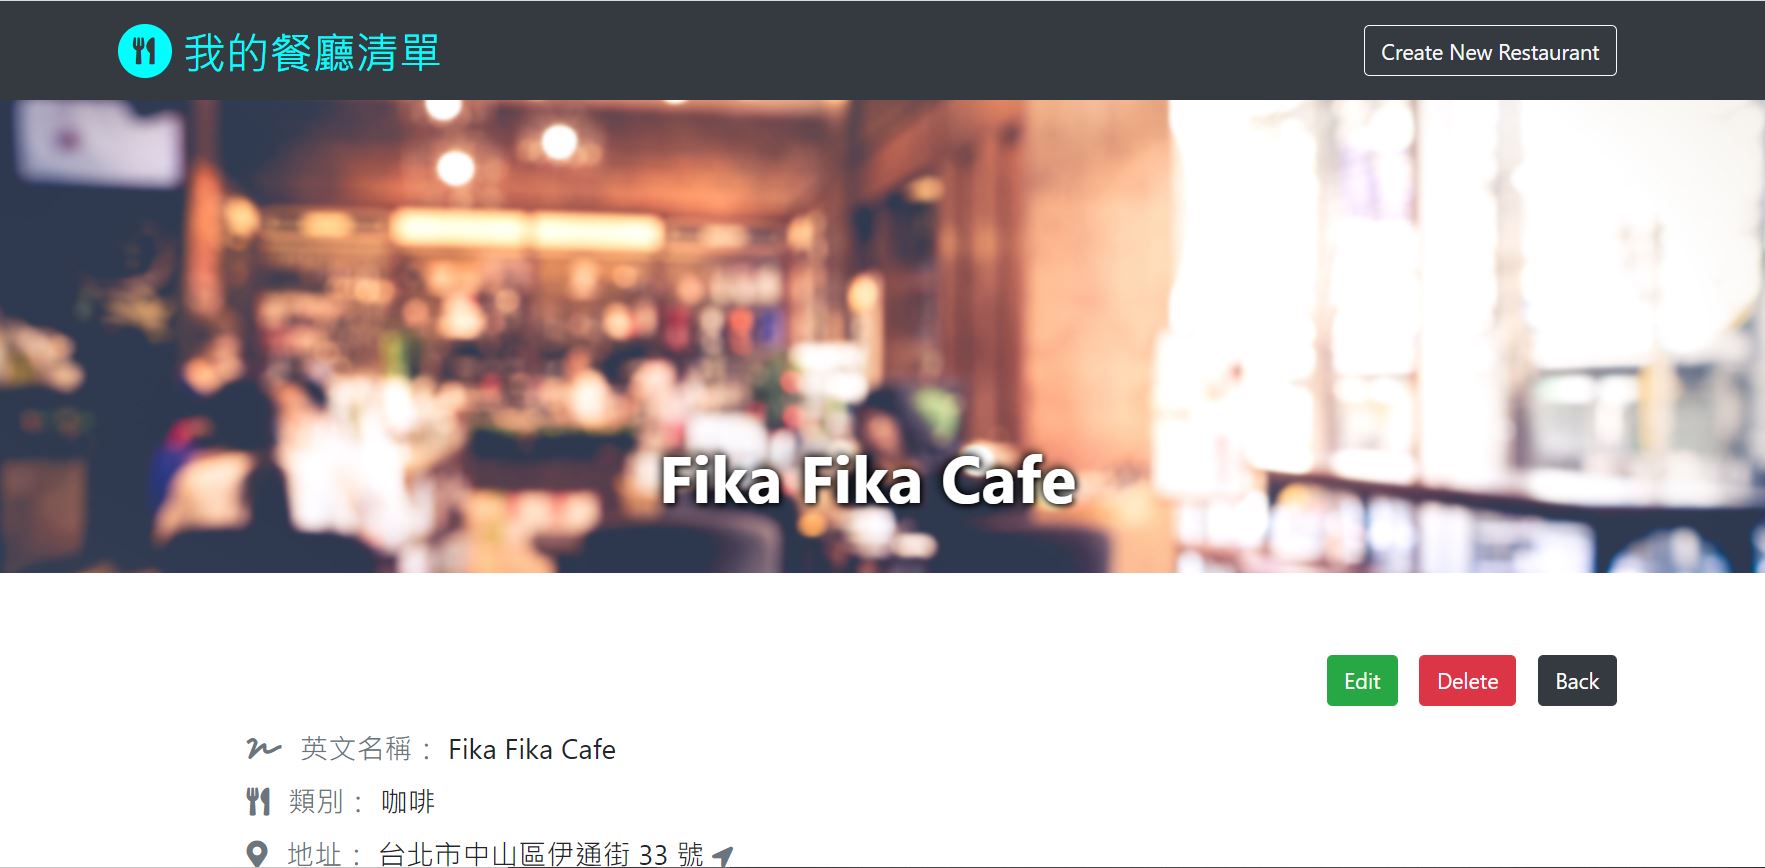 我的餐廳清單
Create New Restaurant
Fika Fika Cafe
Edit
Delete
Back
英文名稱： Fika Fika Cafe
類別： 咖啡
地址： 台北市中山區伊通街 33 號